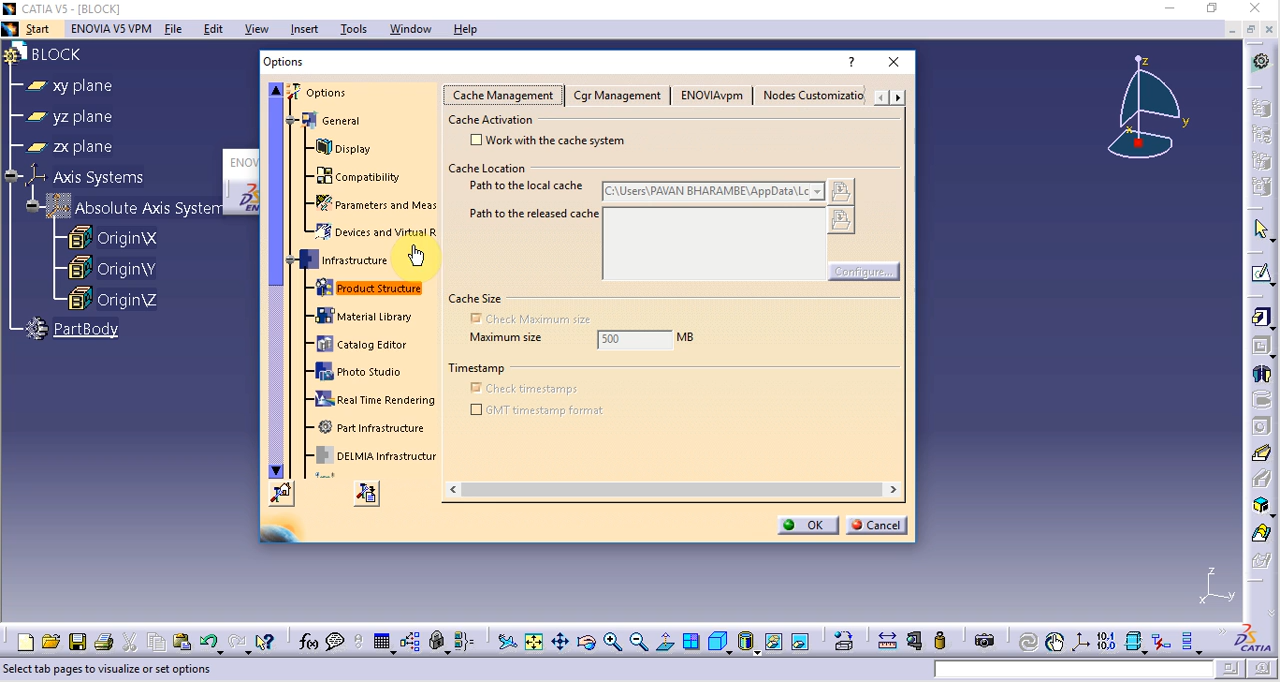 CATIA V5 - [BLOCK]
Start ENOVIA V5 VPM File Edit View Insert Tools Window Help
BLOCK
xy plane
yz plane
zx plane
Axis Systems
Absolute Axis System
Origin\X
Origin\Y
Origin\Z
PartBody
ENOV
EN
Options
?
Options
General
Display
Compatibility
Parameters and Meas
Devices and Virtual R
Infrastructure
Product Structure
Material Library
Catalog Editor
Photo Studio
Real Time Rendering
Part Infrastructure
DELMIA Infrastructur
Cache Management Cgr Management ENOVIAvpm Nodes Customizatio
Cache Activation
Work with the cache system
Cache Location
Path to the local cache C:\Users\PAVAN BHARAMBE\AppData\Lc
Path to the released cache
Configure...
Cache Size
Check Maximum size
Maximum size 500 MB
Timestamp
Check timestamps
GMT timestamp format
OK Cancel
z
y
x
z
y
x
f(x)
10.1
CATIA
Select tab pages to visualize or set options